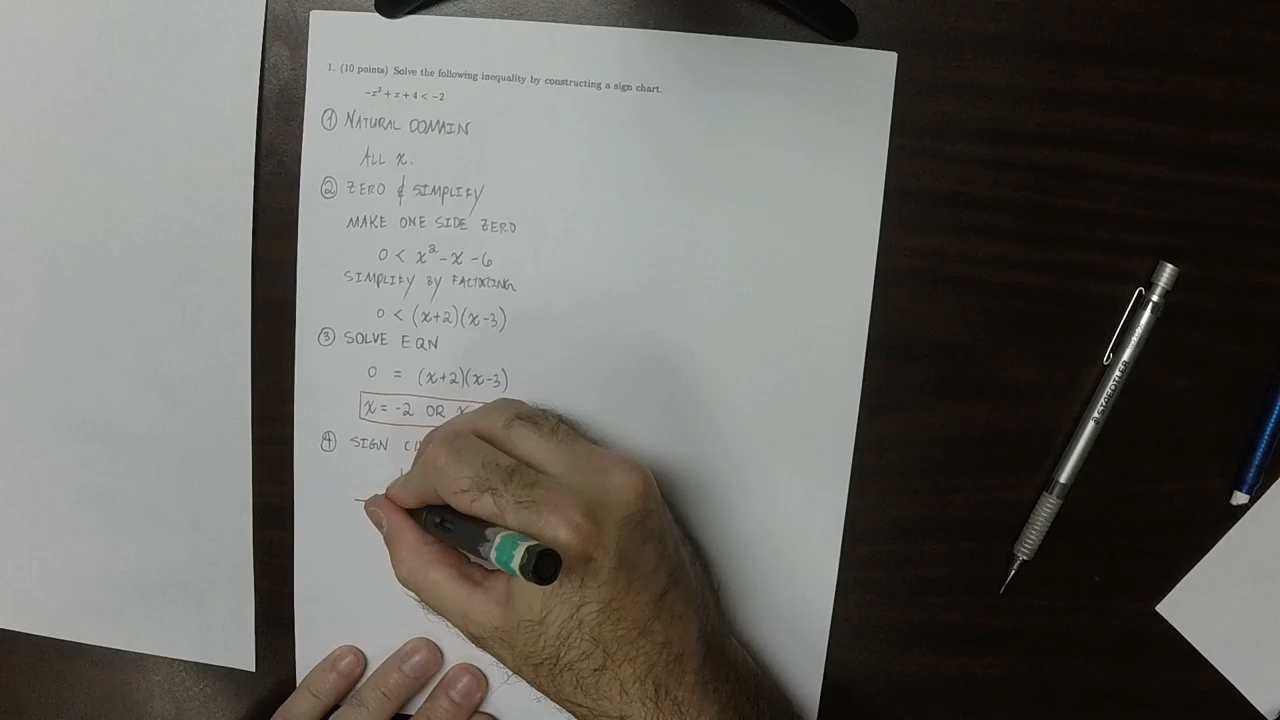 1. (10 points) Solve the following inequality by constructing a sign chart.
−x² + x + 4 < −2
① NATURAL DOMAIN
ALL x.
② ZERO & SIMPLIFY
MAKE ONE SIDE ZERO
0 < x² - x - 6
SIMPLIFY BY FACTORING
0 < (x+2)(x-3)
③ SOLVE EQN
0 = (x+2)(x-3)
x = -2 OR x
④ SIGN
STAEDTLER